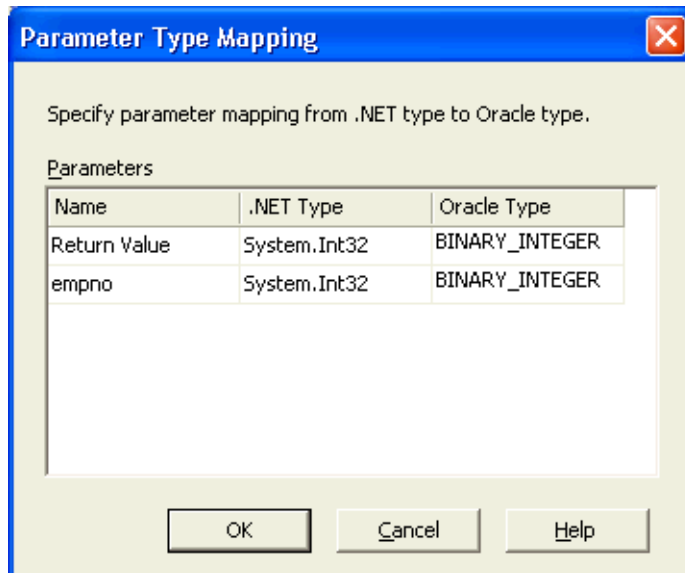 Parameter Type Mapping
Specify parameter mapping from .NET type to Oracle type.
Parameters
Name .NET Type Oracle Type
Return Value System.Int32 BINARY_INTEGER
empno System.Int32 BINARY_INTEGER
OK Cancel Help